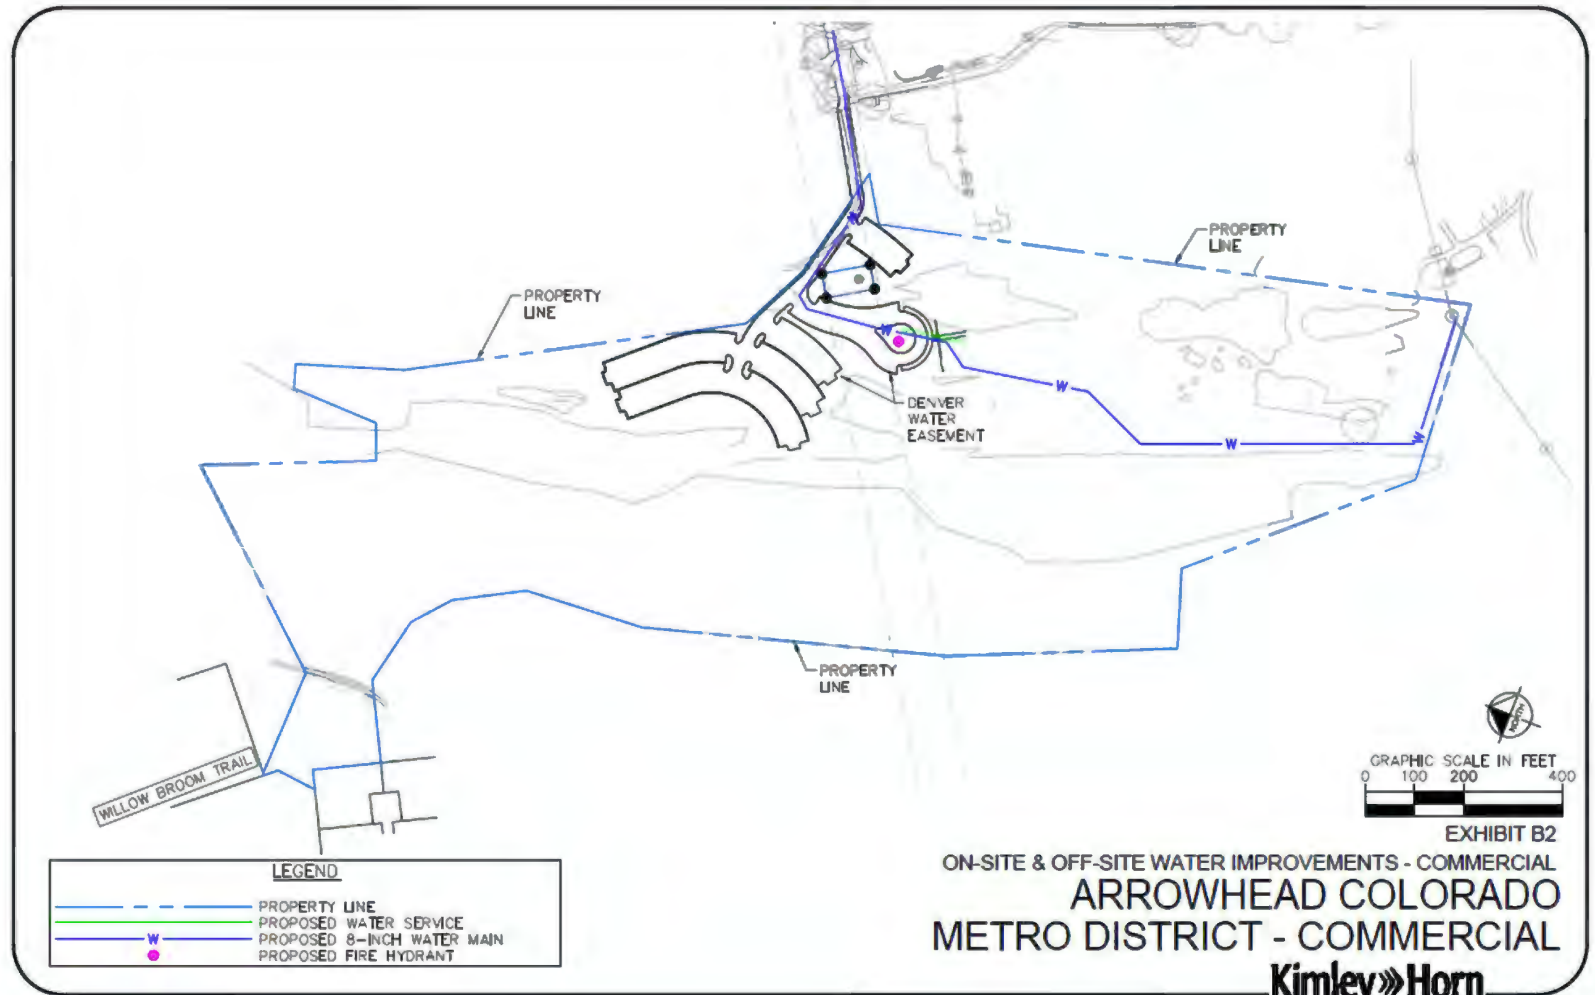 PROPERTY
LINE
PROPERTY
LINE
DENVER
WATER
EASEMENT
W
W
W
W
W
W
PROPERTY
LINE
WILLOW BROOM TRAIL
NORTH
GRAPHIC SCALE IN FEET
0 100 200 400
EXHIBIT B2
ON-SITE & OFF-SITE WATER IMPROVEMENTS - COMMERCIAL
ARROWHEAD COLORADO
METRO DISTRICT - COMMERCIAL
Kimley»Horn
LEGEND
PROPERTY LINE
PROPOSED WATER SERVICE
W PROPOSED 8-INCH WATER MAIN
PROPOSED FIRE HYDRANT